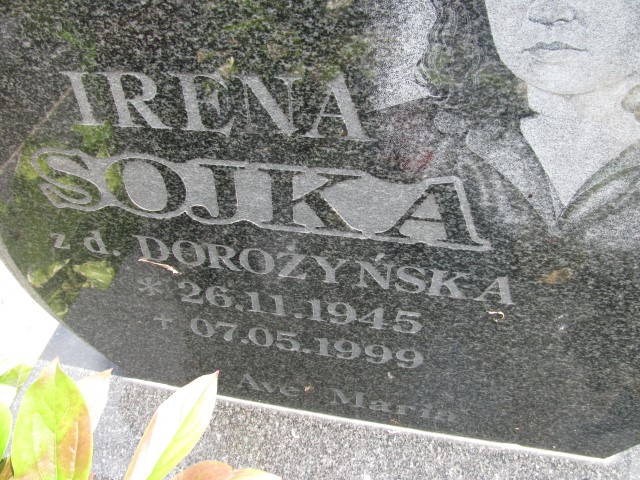 IRENA
SOJKA
z d. DOROŻYŃSKA
* 26.11.1945
+ 07.05.1999
Ave Maria